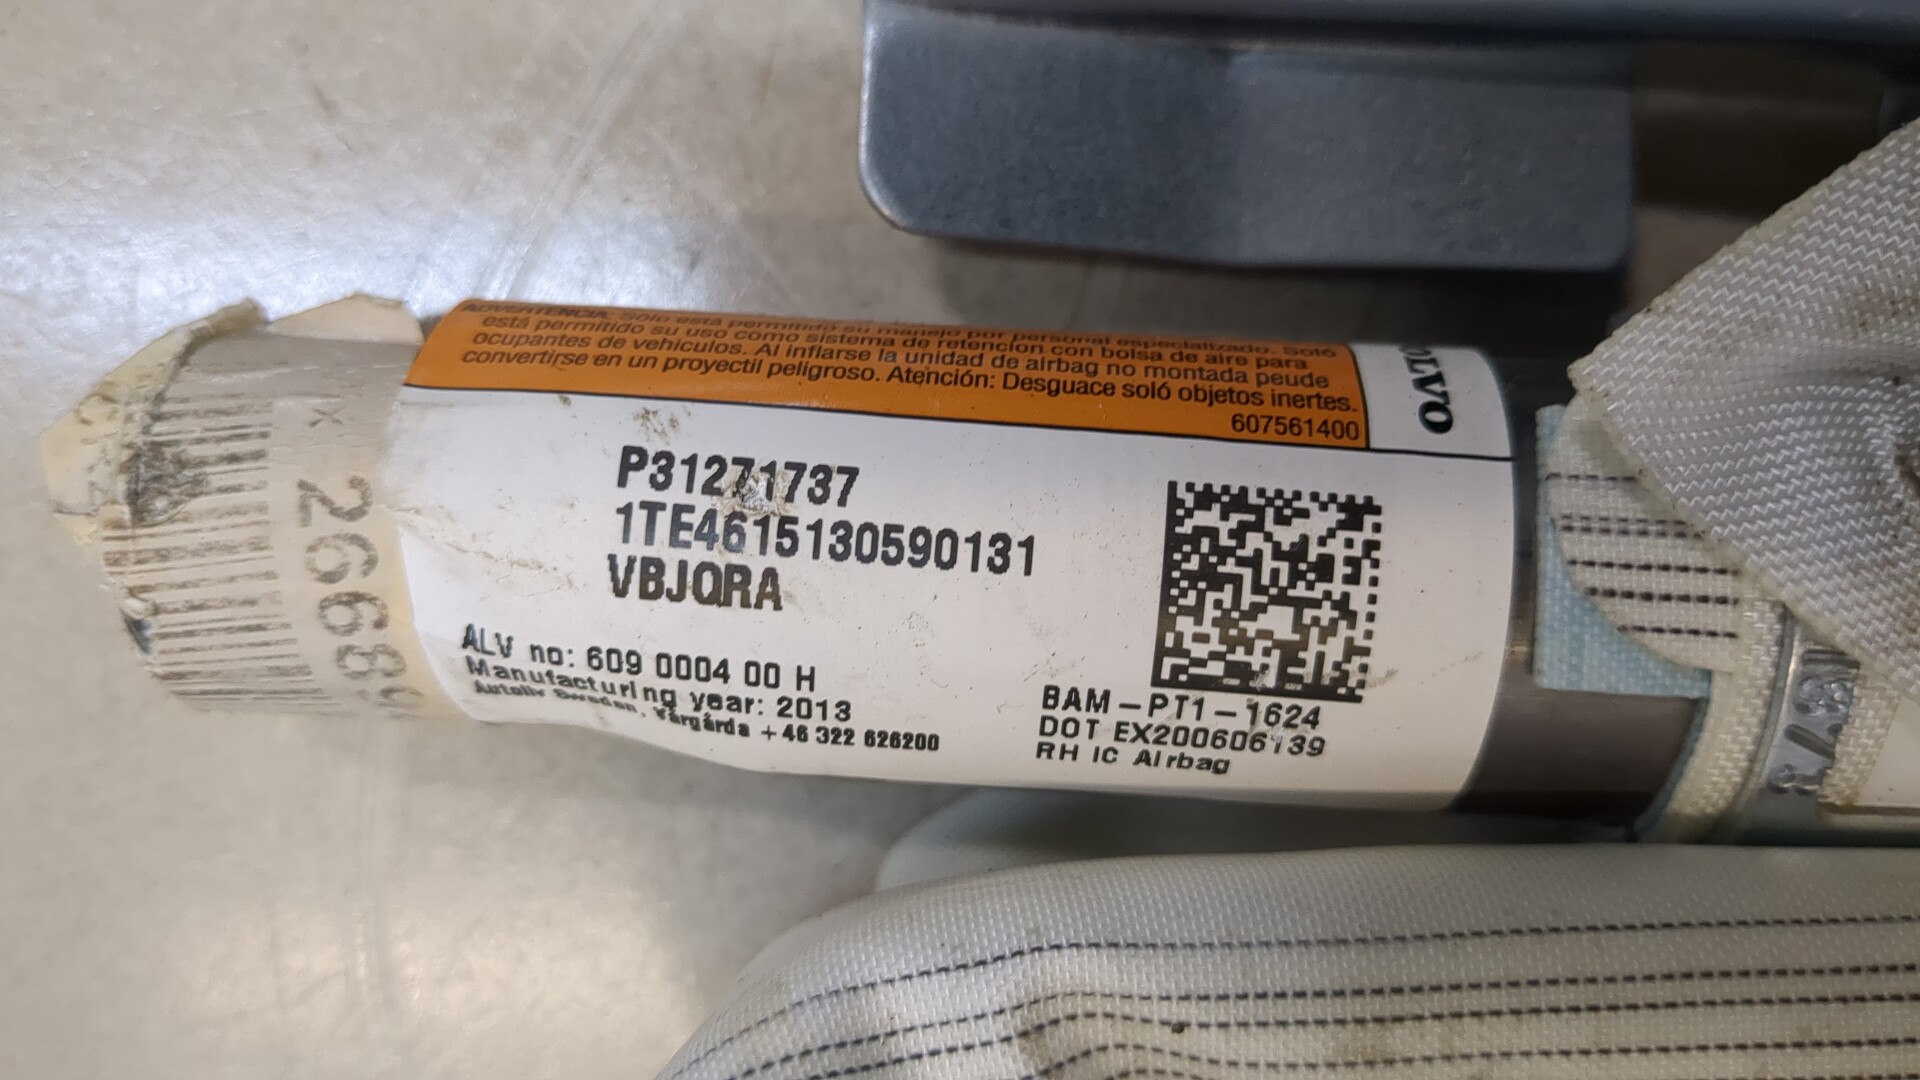 ADVERTENCIA. Sólo está permitido su manejo por personal especializado. Soló
está permitido su uso como sistema de retención con bolsa de aire para
ocupantes de vehículos. Al inflarse la unidad de airbag no montada peude
convertirse en un proyectil peligroso. Atención: Desguace soló objetos inertes.
607561400
P31271737
1TE4615130590131
VBJQRA
ALV no: 609 0004 00 H
Manufacturing year: 2013
Autoliv Sweden, Vårgårda +46 322 626200
BAM-PT1-1624
DOT EX200606139
RH IC Airbag